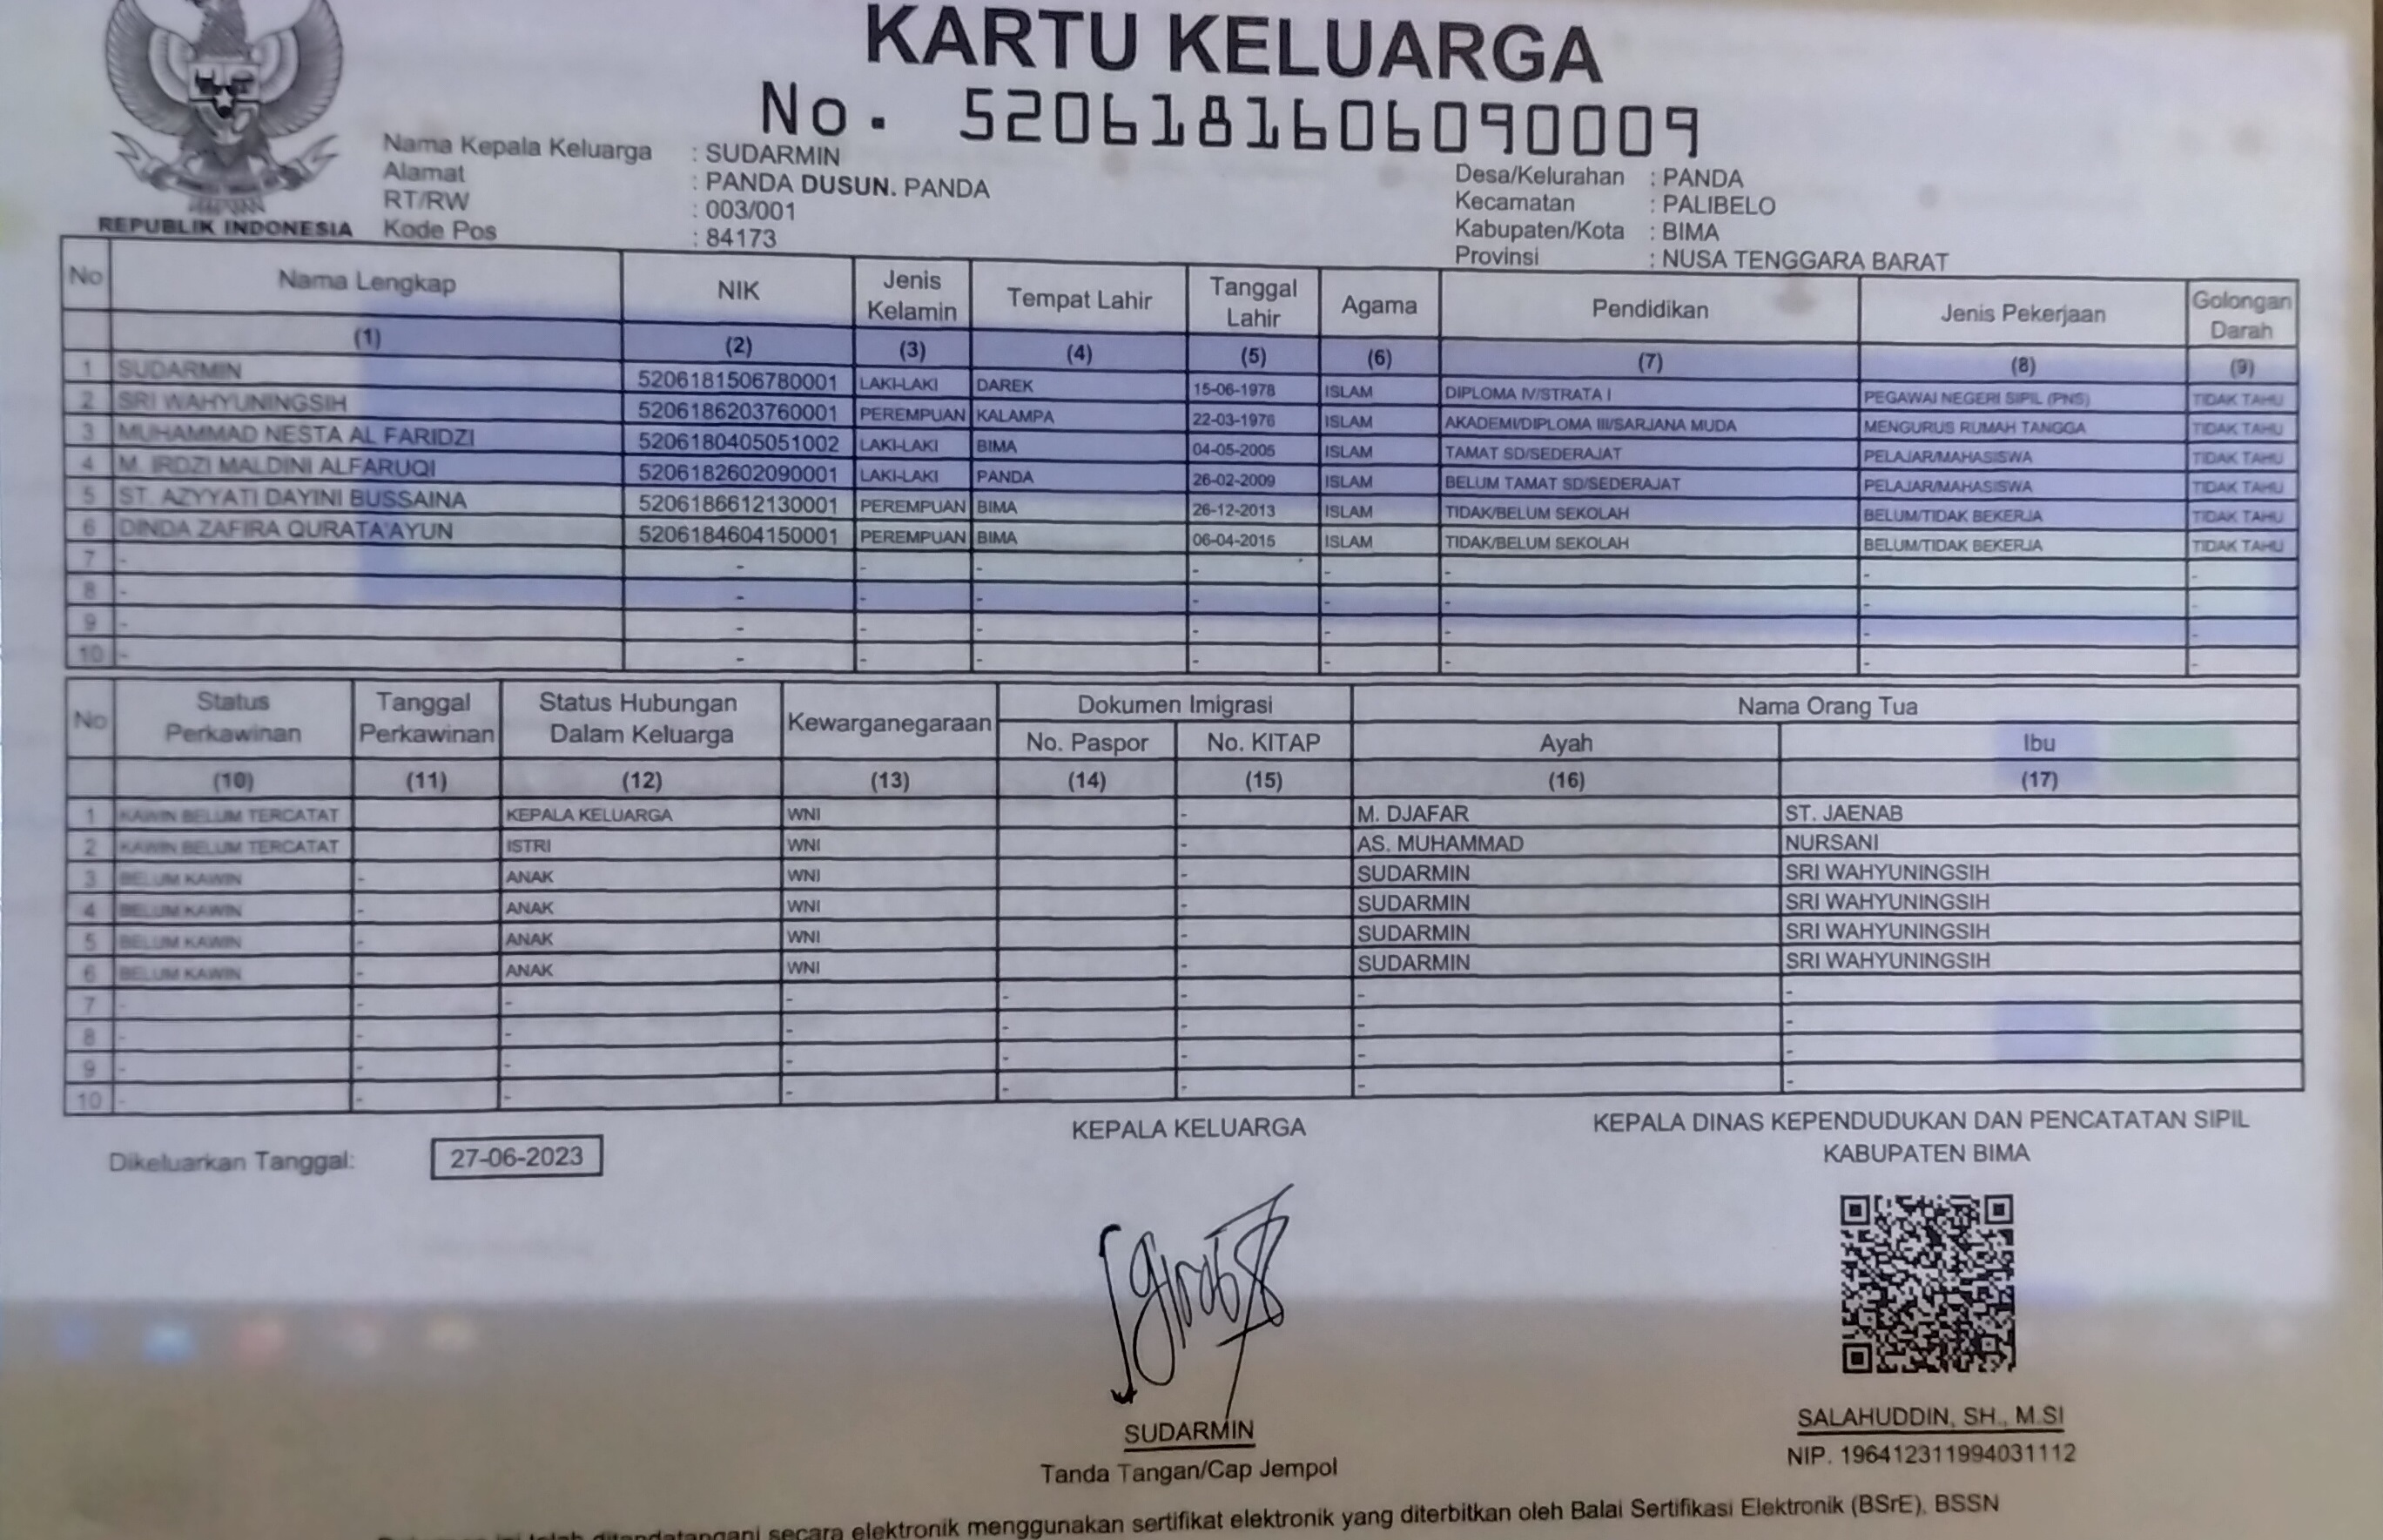 KARTU KELUARGA
No. 5206181606090009
Nama Kepala Keluarga : SUDARMIN
Alamat : PANDA DUSUN. PANDA
RT/RW : 003/001
Kode Pos : 84173
Desa/Kelurahan : PANDA
Kecamatan : PALIBELO
Kabupaten/Kota : BIMA
Provinsi : NUSA TENGGARA BARAT
REPUBLIK INDONESIA
No Nama Lengkap NIK Jenis Kelamin Tempat Lahir Tanggal Lahir Agama Pendidikan Jenis Pekerjaan Golongan Darah
(1) (2) (3) (4) (5) (6) (7) (8) (9)
1 SUDARMIN 5206181506780001 LAKI-LAKI DAREK 15-06-1978 ISLAM DIPLOMA IV/STRATA I PEGAWAI NEGERI SIPIL (PNS) TIDAK TAHU
2 SRI WAHYUNINGSIH 5206186203760001 PEREMPUAN KALAMPA 22-03-1976 ISLAM AKADEMI/DIPLOMA III/SARJANA MUDA MENGURUS RUMAH TANGGA TIDAK TAHU
3 MUHAMMAD NESTA AL FARIDZI 5206180405051002 LAKI-LAKI BIMA 04-05-2005 ISLAM TAMAT SD/SEDERAJAT PELAJAR/MAHASISWA TIDAK TAHU
4 M. IRDZI MALDINI ALFARUQI 5206182602090001 LAKI-LAKI PANDA 26-02-2009 ISLAM BELUM TAMAT SD/SEDERAJAT PELAJAR/MAHASISWA TIDAK TAHU
5 ST. AZYYATI DAYINI BUSSAINA 5206186612130001 PEREMPUAN BIMA 26-12-2013 ISLAM TIDAK/BELUM SEKOLAH BELUM/TIDAK BEKERJA TIDAK TAHU
6 DINDA ZAFIRA QURATA'AYUN 5206184604150001 PEREMPUAN BIMA 06-04-2015 ISLAM TIDAK/BELUM SEKOLAH BELUM/TIDAK BEKERJA TIDAK TAHU
7 - - - - - - - - -
8 - - - - - - - - -
9 - - - - - - - - -
10 - - - - - - - - -
No Status Perkawinan Tanggal Perkawinan Status Hubungan Dalam Keluarga Kewarganegaraan Dokumen Imigrasi Nama Orang Tua
No. Paspor No. KITAP Ayah Ibu
(10) (11) (12) (13) (14) (15) (16) (17)
1 KAWIN BELUM TERCATAT KEPALA KELUARGA WNI - M. DJAFAR ST. JAENAB
2 KAWIN BELUM TERCATAT ISTRI WNI - AS. MUHAMMAD NURSANI
3 BELUM KAWIN - ANAK WNI - SUDARMIN SRI WAHYUNINGSIH
4 BELUM KAWIN - ANAK WNI - SUDARMIN SRI WAHYUNINGSIH
5 BELUM KAWIN - ANAK WNI - SUDARMIN SRI WAHYUNINGSIH
6 BELUM KAWIN - ANAK WNI - SUDARMIN SRI WAHYUNINGSIH
7 - - - - - - - -
8 - - - - - - - -
9 - - - - - - - -
10 - - - - - - - -
Dikeluarkan Tanggal: 27-06-2023
KEPALA KELUARGA
SUDARMIN
Tanda Tangan/Cap Jempol
KEPALA DINAS KEPENDUDUKAN DAN PENCATATAN SIPIL
KABUPATEN BIMA
SALAHUDDIN, SH., M.SI
NIP. 196412311994031112
secara elektronik menggunakan sertifikat elektronik yang diterbitkan oleh Balai Sertifikasi Elektronik (BSrE), BSSN